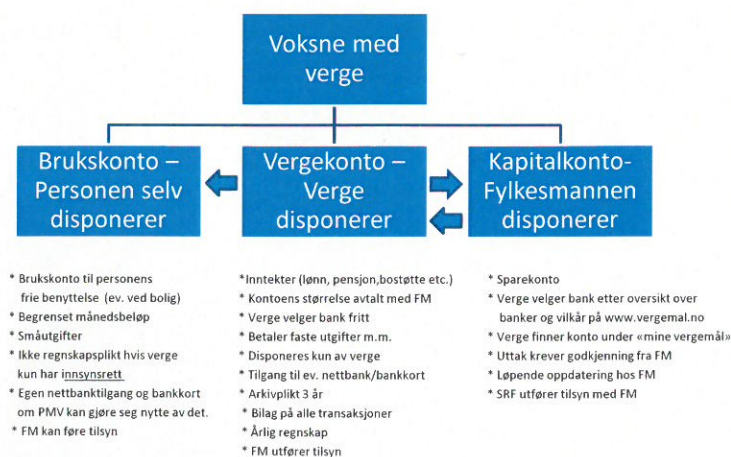 Voksne med
verge
Brukskonto –
Personen selv
disponerer
Vergekonto –
Verge
disponerer
Kapitalkonto-
Fylkesmannen
disponerer
* Brukskonto til personens
frie benyttelse (ev. ved bolig)
* Begrenset månedsbeløp
* Småutgifter
* Ikke regnskapsplikt hvis verge
kun har innsynsrett
* Egen nettbanktilgang og bankkort
om PMV kan gjøre seg nytte av det.
* FM kan føre tilsyn
*Inntekter (lønn, pensjon,bostøtte etc.)
* Kontoens størrelse avtalt med FM
* Verge velger bank fritt
* Betaler faste utgifter m.m.
* Disponeres kun av verge
* Tilgang til ev. nettbank/bankkort
* Arkivplikt 3 år
* Bilag på alle transaksjoner
* Årlig regnskap
* FM utfører tilsyn
* Sparekonto
* Verge velger bank etter oversikt over
banker og vilkår på www.vergemal.no
* Verge finner konto under «mine vergemål»
* Uttak krever godkjenning fra FM
* Løpende oppdatering hos FM
* SRF utfører tilsyn med FM